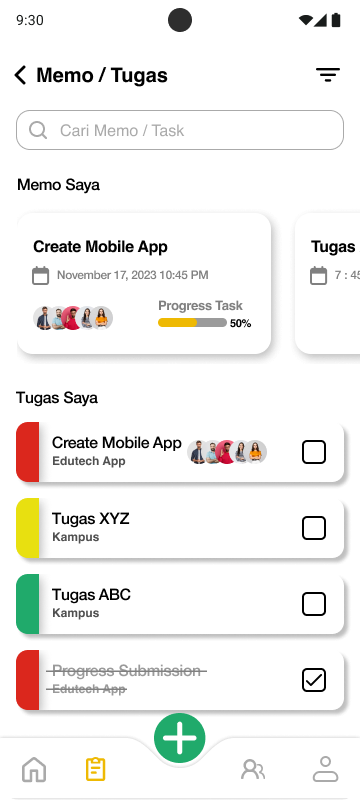 9:30
Memo / Tugas
Cari Memo / Task
Memo Saya
Create Mobile App
November 17, 2023 10:45 PM
Progress Task
50%
Tugas
7 : 45
Tugas Saya
Create Mobile App
Edutech App
Tugas XYZ
Kampus
Tugas ABC
Kampus
Progress Submission
Edutech App